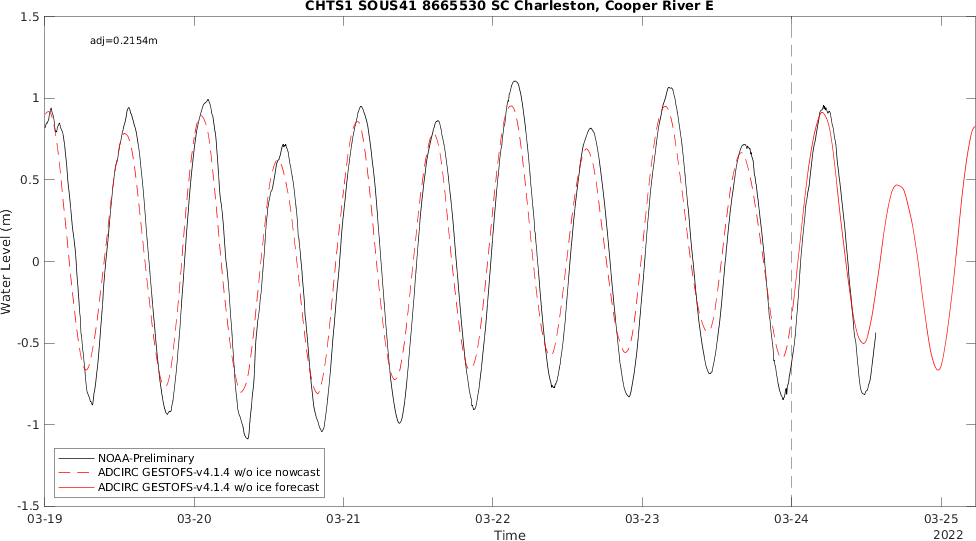 CHTS1 SOUS41 8665530 SC Charleston, Cooper River E
adj=0.2154m
Water Level (m)
1.5
1
0.5
0
-0.5
-1
-1.5
NOAA-Preliminary
ADCIRC GESTOFS-v4.1.4 w/o ice nowcast
ADCIRC GESTOFS-v4.1.4 w/o ice forecast
03-19 03-20 03-21 03-22 03-23 03-24 03-25
Time
2022